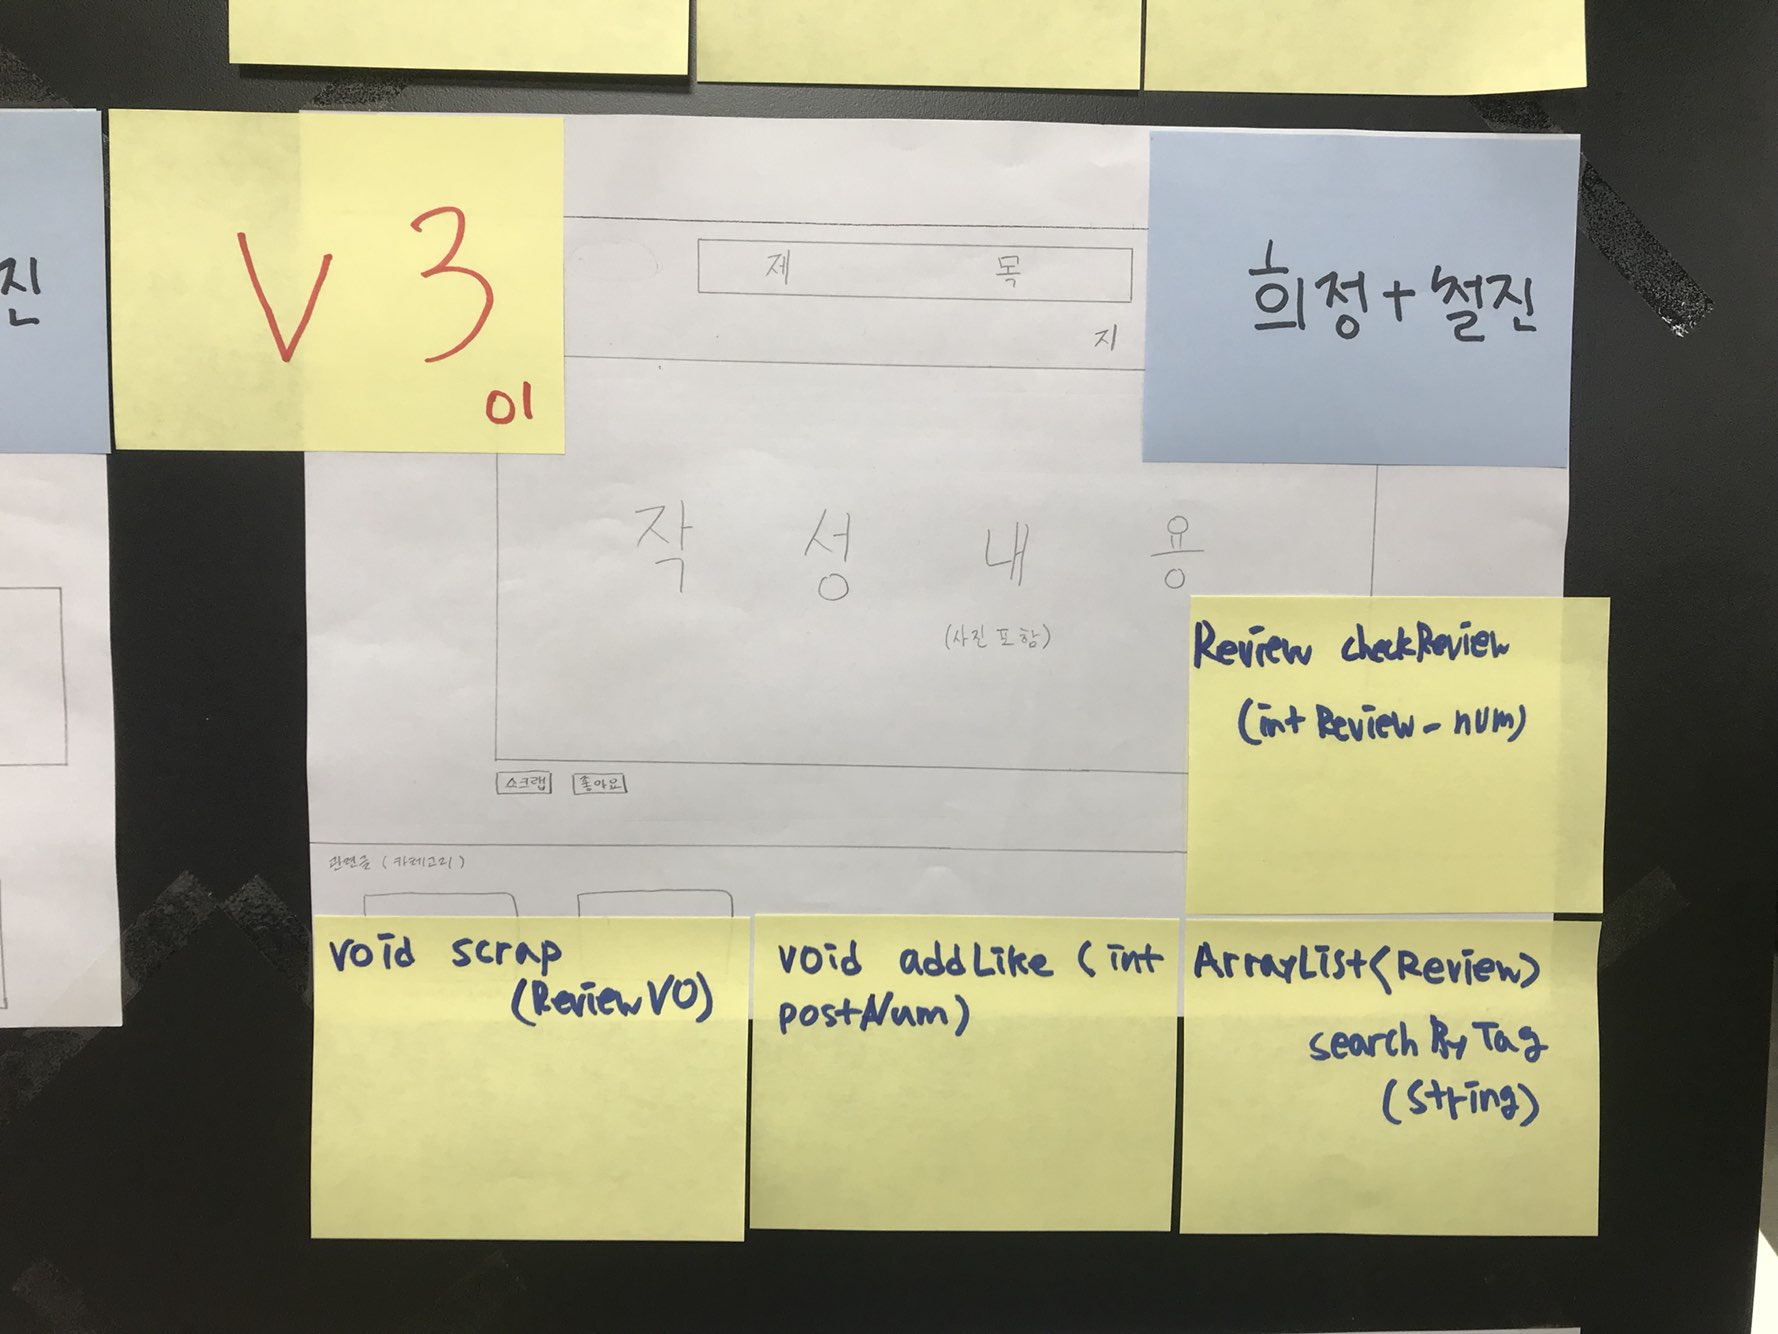 진
V 3
01
제 목
지
희정+철진
작 성 내 용
(사진 포함)
Review checkReview
(int Review_num)
스크랩 좋아요
관련글 (카테고리)
void scrap
(ReviewVO)
void addLike (int
postNum)
ArrayList<Review>
searchByTag
(String)